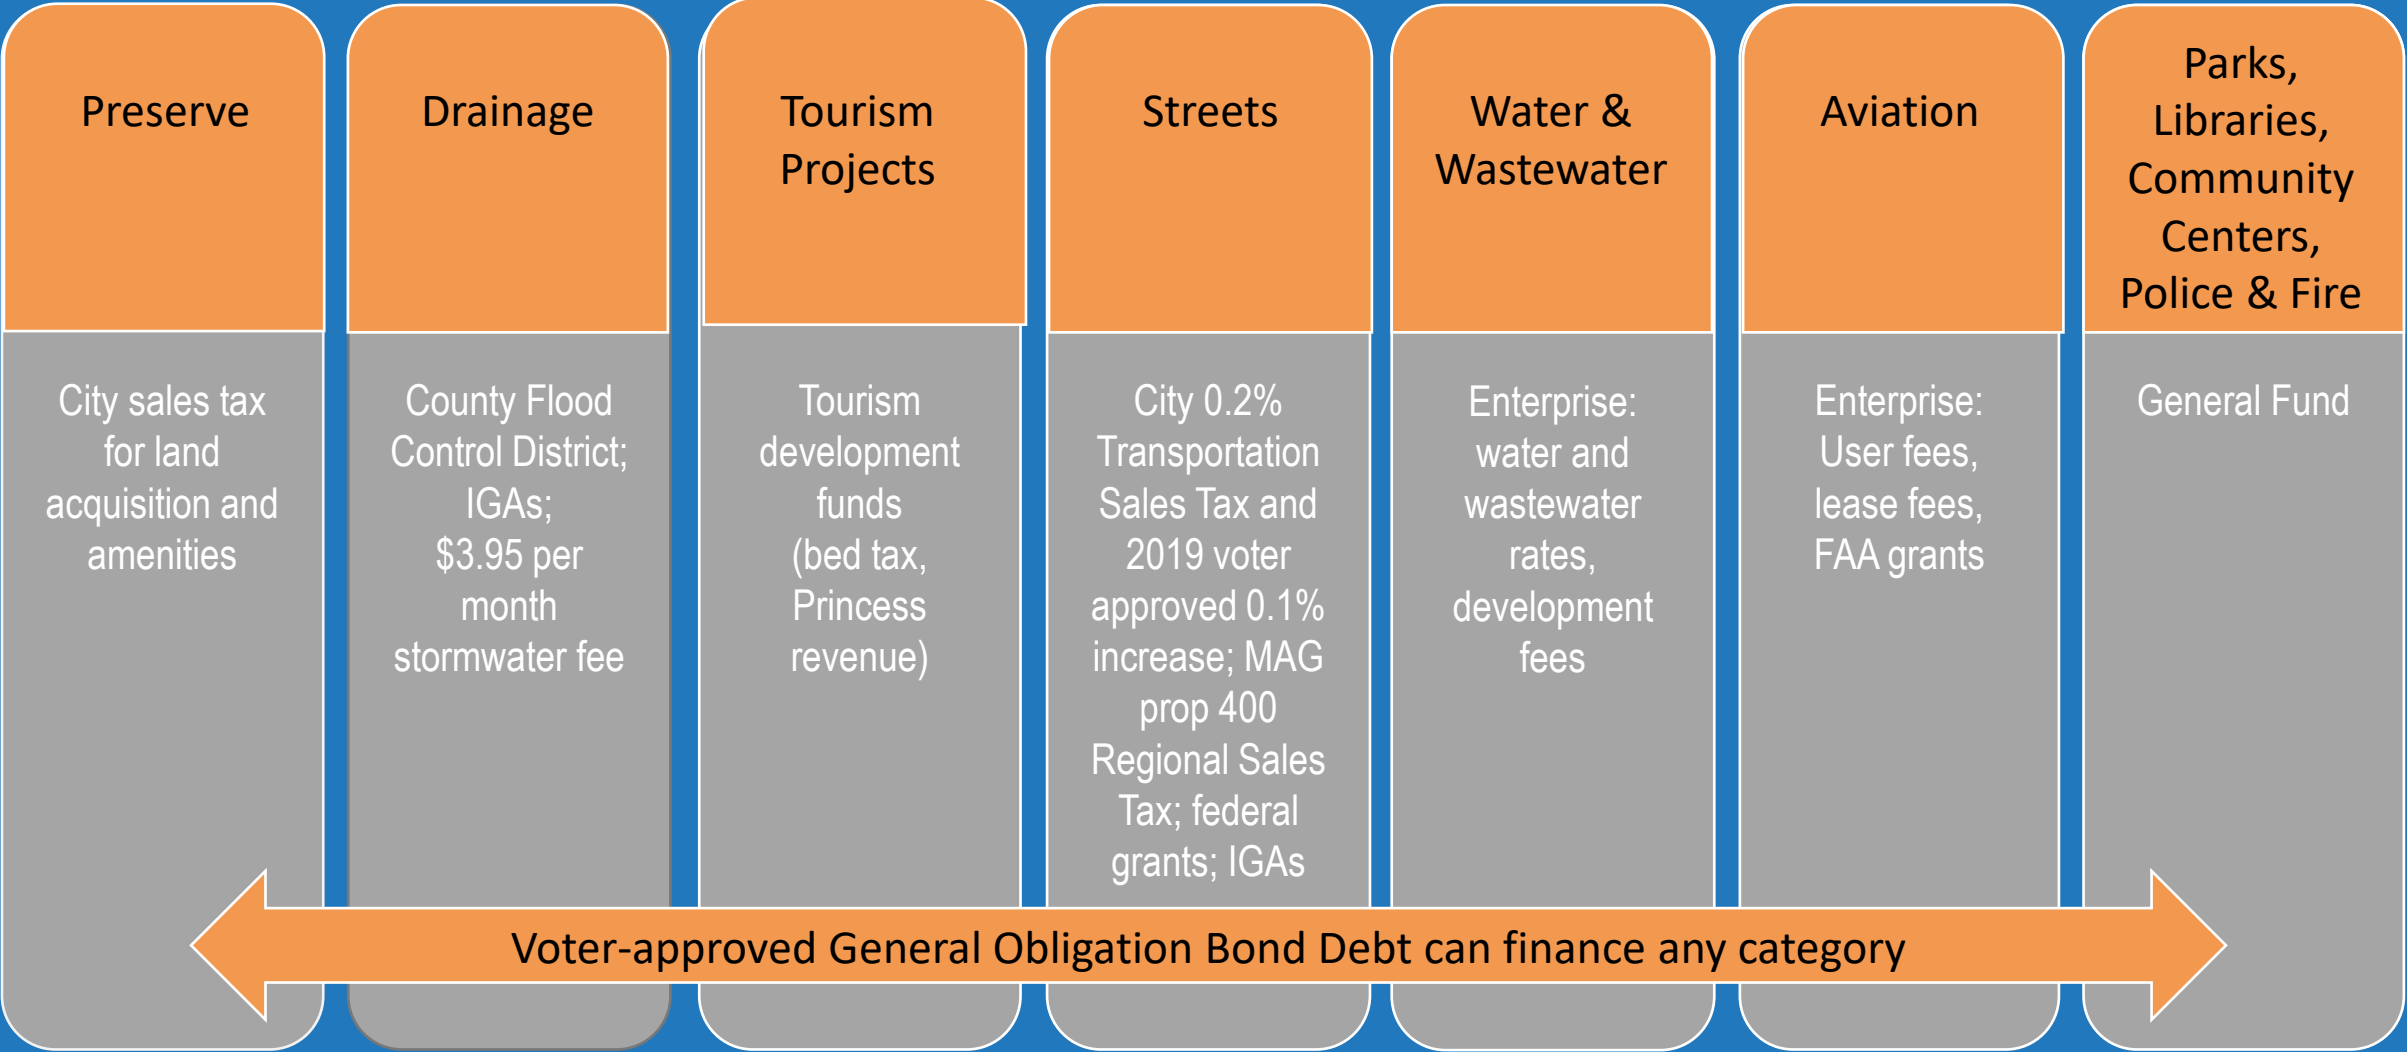 Preserve
City sales tax
for land
acquisition and
amenities
Drainage
County Flood
Control District;
IGAs;
$3.95 per
month
stormwater fee
Tourism
Projects
Tourism
development
funds
(bed tax,
Princess
revenue)
Streets
City 0.2%
Transportation
Sales Tax and
2019 voter
approved 0.1%
increase; MAG
prop 400
Regional Sales
Tax; federal
grants; IGAs
Water &
Wastewater
Enterprise:
water and
wastewater
rates,
development
fees
Aviation
Enterprise:
User fees,
lease fees,
FAA grants
Parks,
Libraries,
Community
Centers,
Police & Fire
General Fund
Voter-approved General Obligation Bond Debt can finance any category